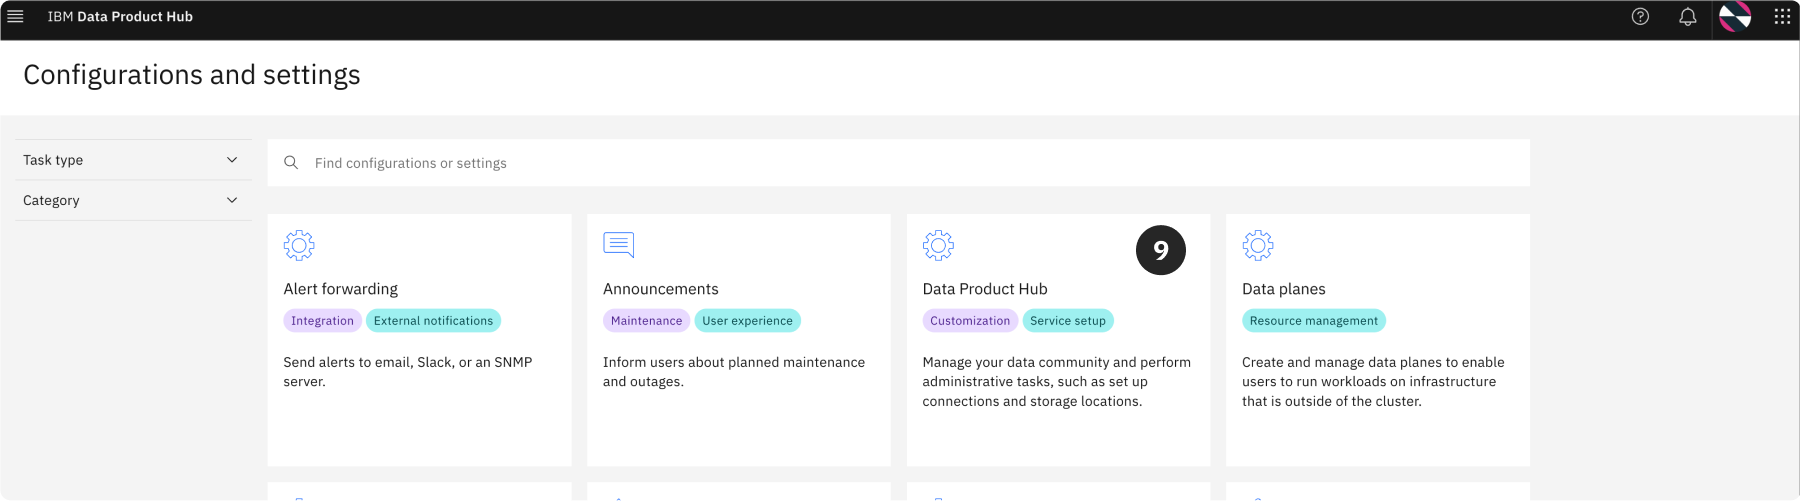 IBM Data Product Hub
Configurations and settings
Task type
Category
Find configurations or settings
Alert forwarding
Integration
External notifications
Send alerts to email, Slack, or an SNMP
server.
Announcements
Maintenance
User experience
Inform users about planned maintenance
and outages.
9
Data Product Hub
Customization
Service setup
Manage your data community and perform
administrative tasks, such as set up
connections and storage locations.
Data planes
Resource management
Create and manage data planes to enable
users to run workloads on infrastructure
that is outside of the cluster.